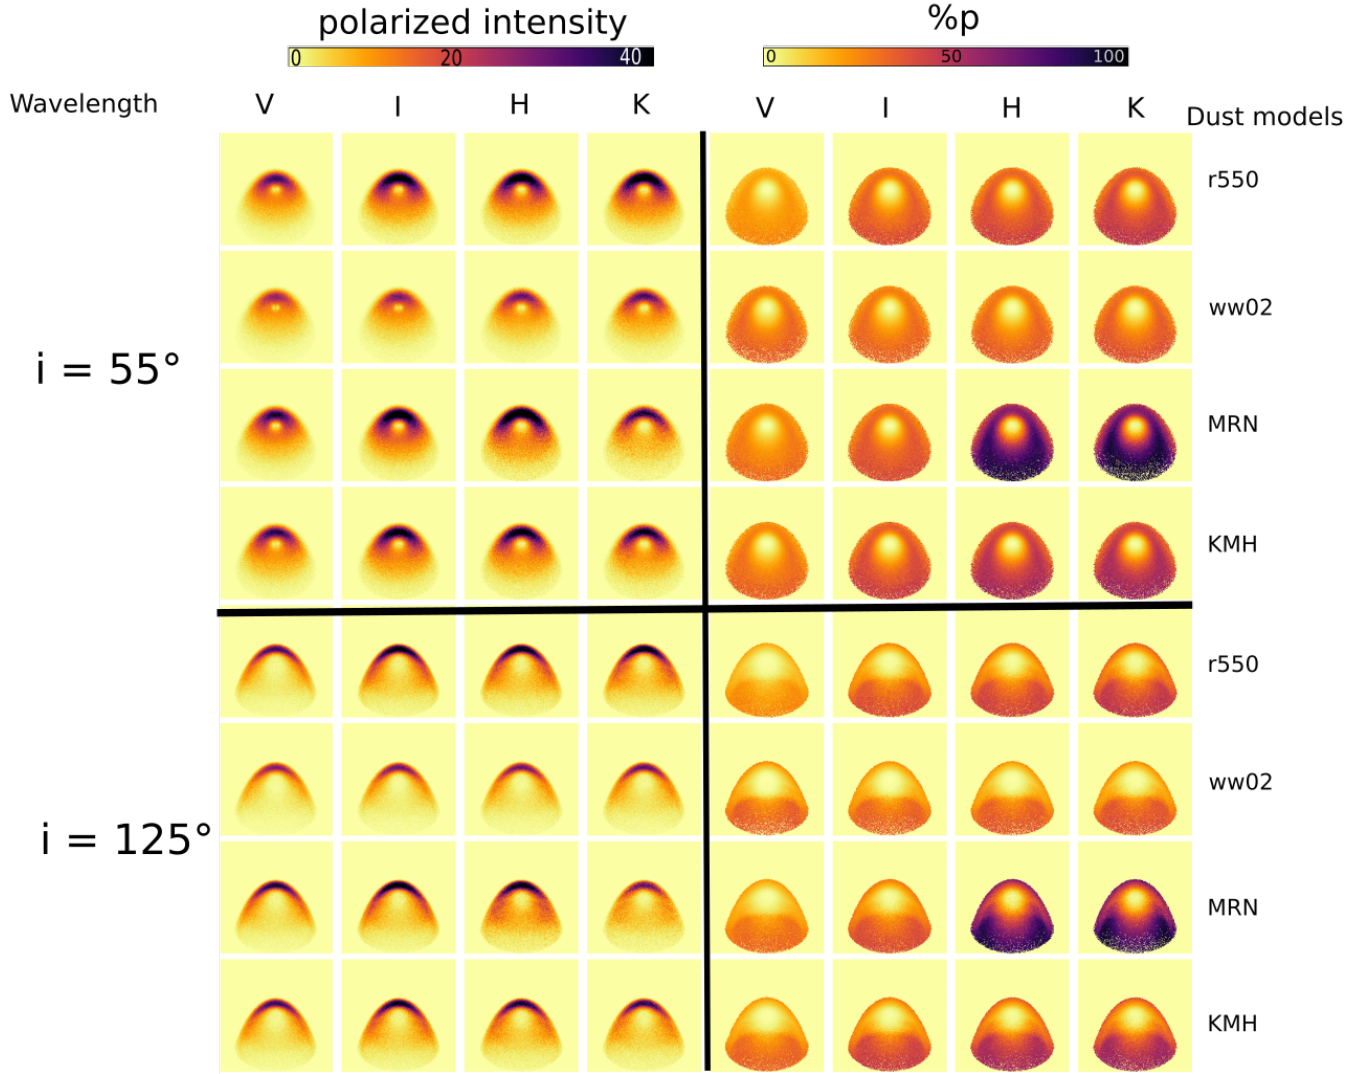 polarized intensity %p
0 20 40 0 50 100
Wavelength V I H K V I H K Dust models
r550
ww02
i = 55°
MRN
KMH
r550
ww02
i = 125°
MRN
KMH